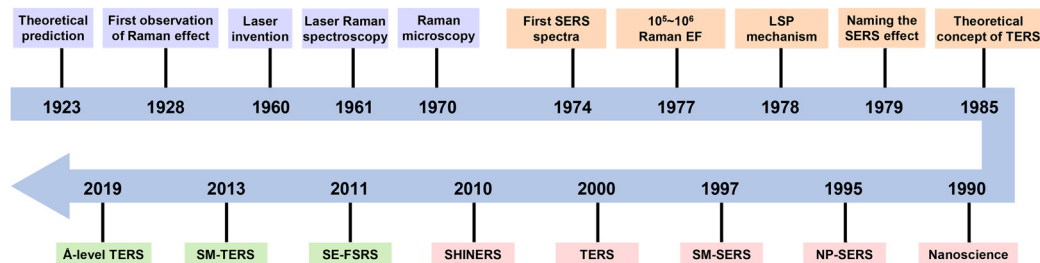 Theoretical
prediction
First observation
of Raman effect
Laser
invention
Laser Raman
spectroscopy
Raman
microscopy
First SERS
spectra
10⁵~10⁶
Raman EF
LSP
mechanism
Naming the
SERS effect
Theoretical
concept of TERS
1923
1928
1960
1961
1970
1974
1977
1978
1979
1985
2019
2013
2011
2010
2000
1997
1995
1990
Å-level TERS
SM-TERS
SE-FSRS
SHINERS
TERS
SM-SERS
NP-SERS
Nanoscience